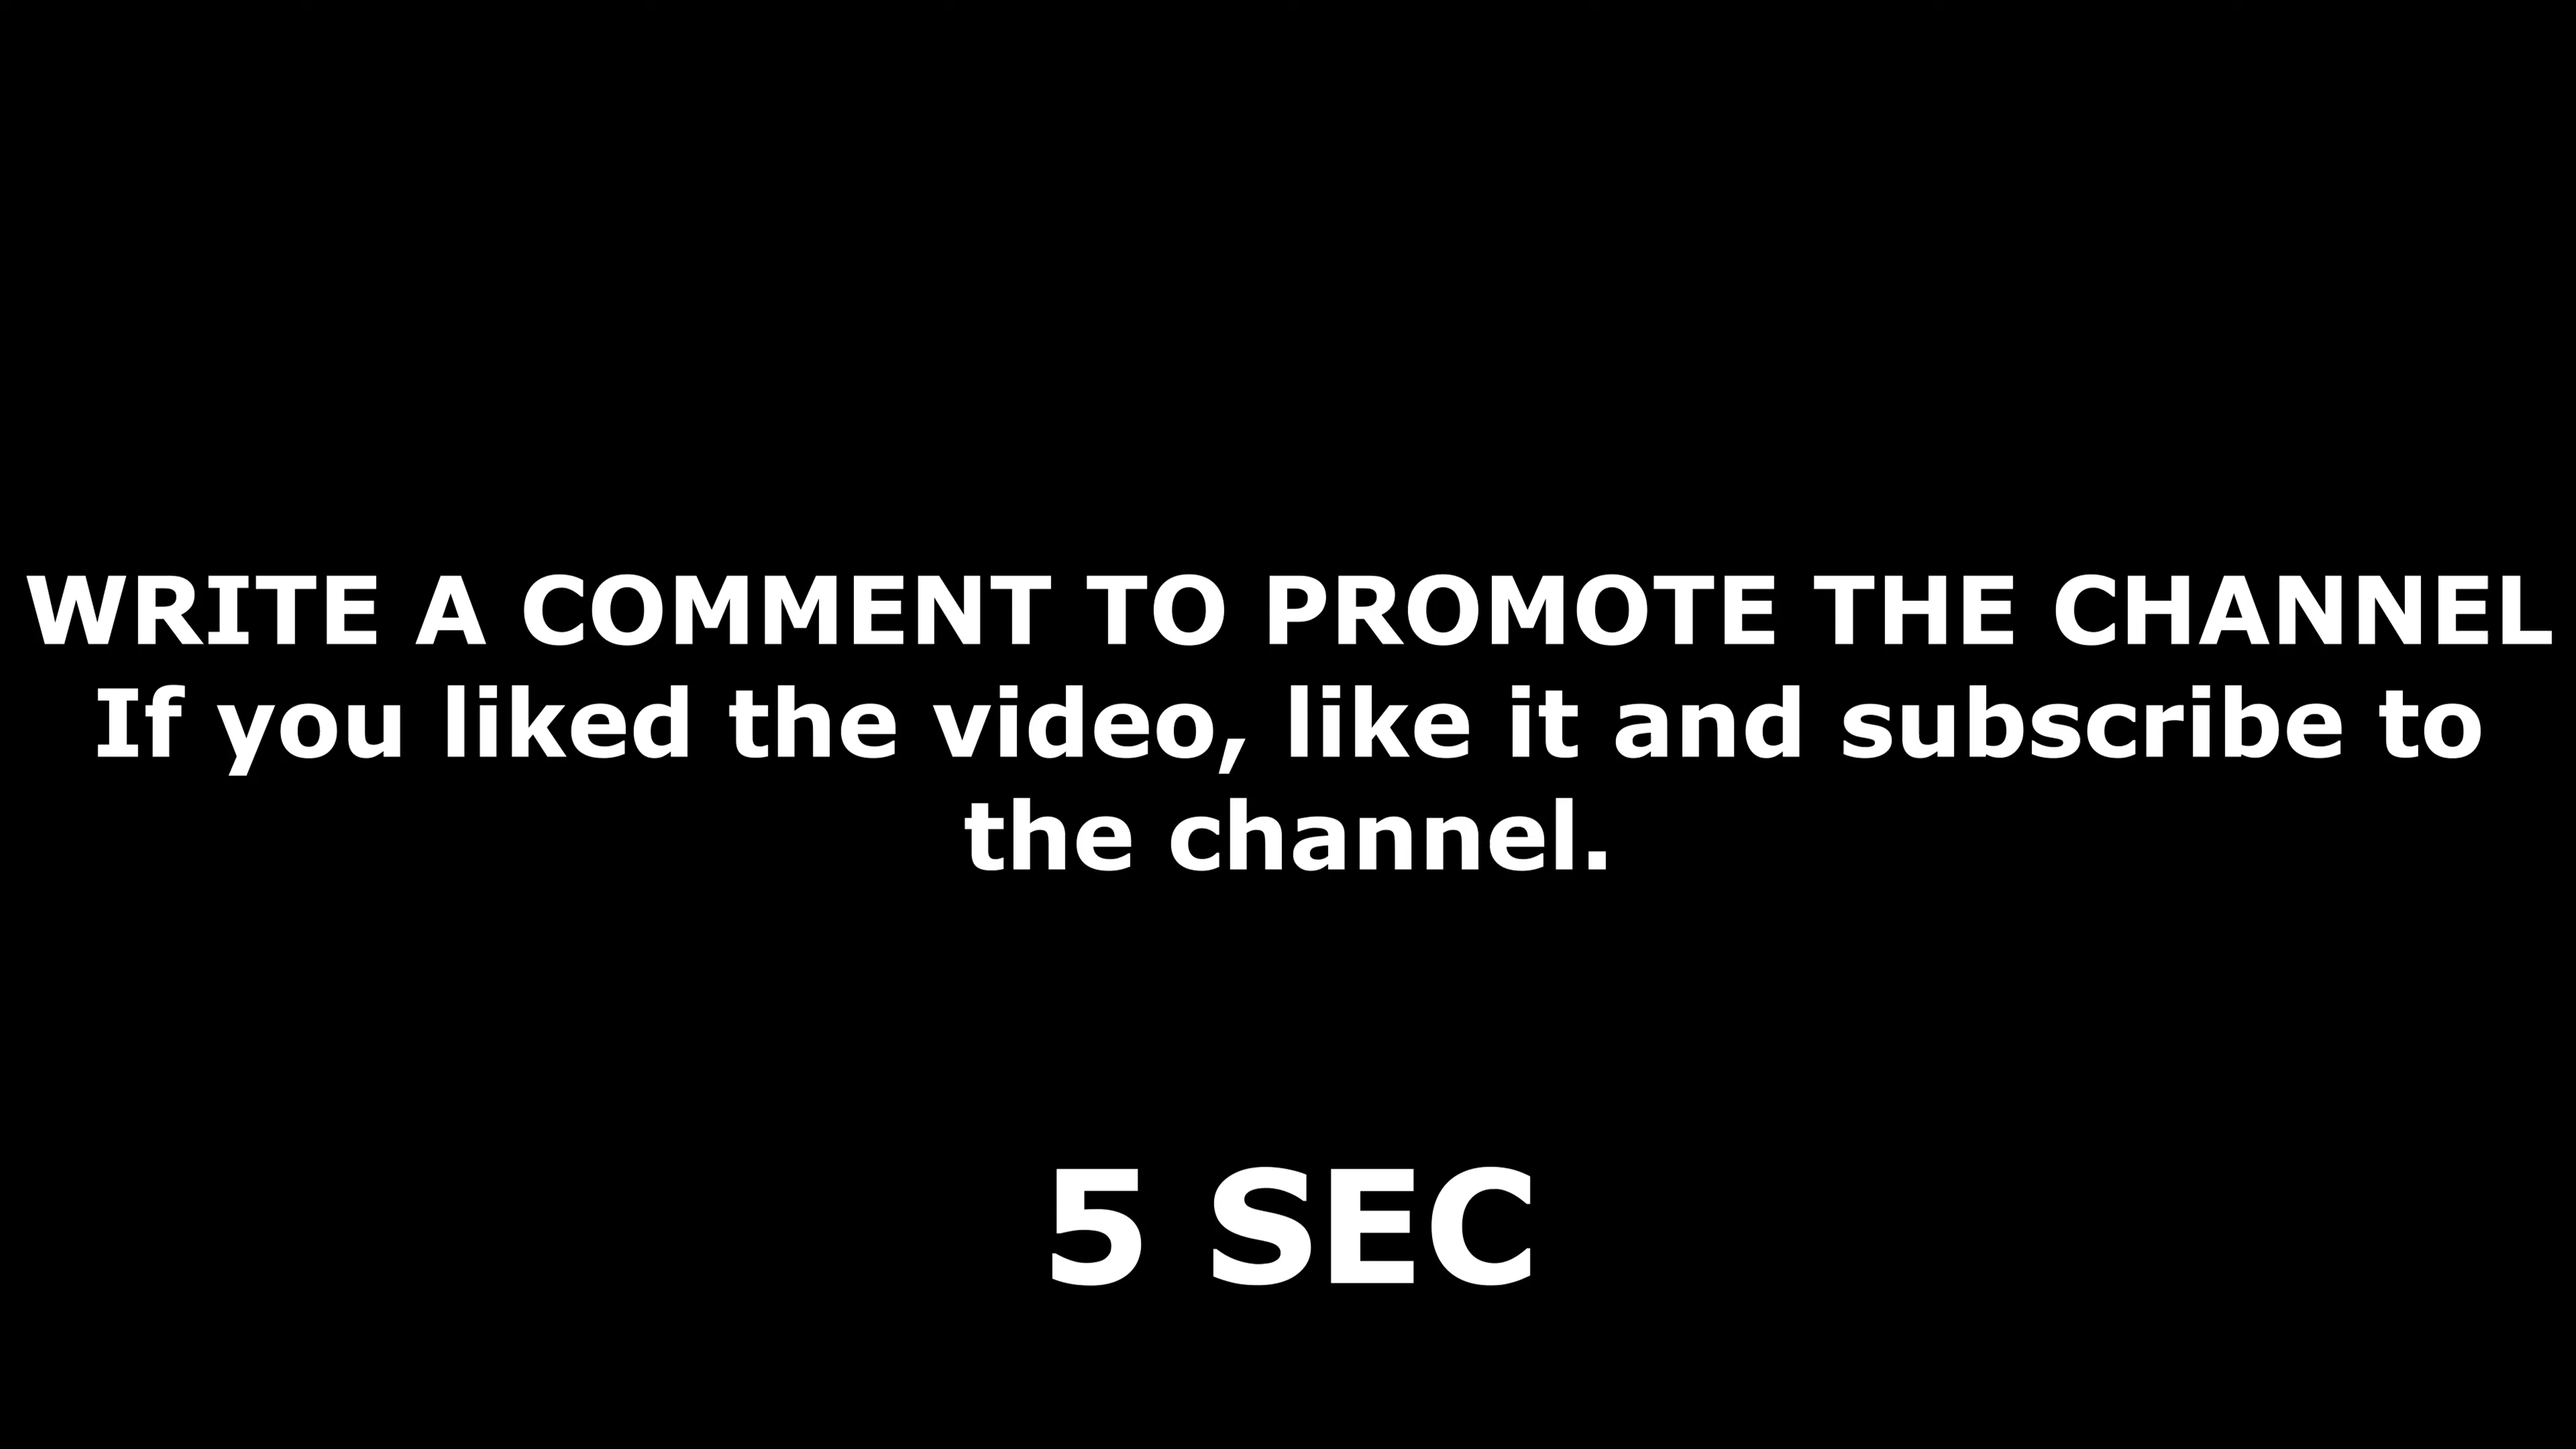 WRITE A COMMENT TO PROMOTE THE CHANNEL
If you liked the video, like it and subscribe to
the channel.
5 SEC